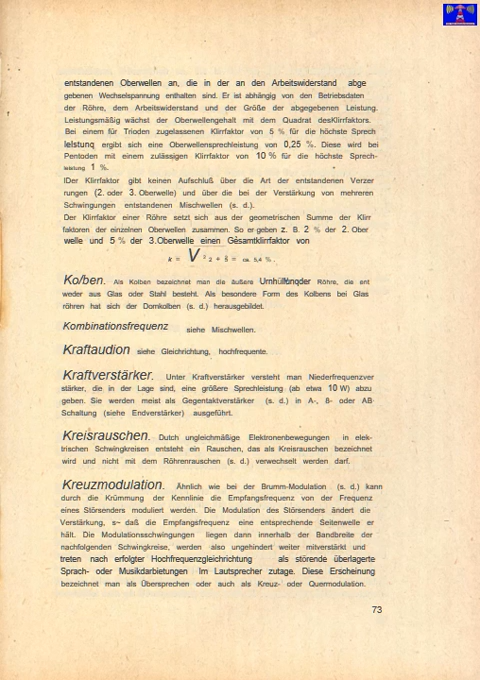 entstandenen Oberwellen an, die in der an den Arbeitswiderstand abge
gebenen Wechselspannung enthalten sind. Er ist abhängig von den Betriebsdaten
der Röhre, dem Arbeitswiderstand und der Größe der abgegebenen Leistung.
Leistungsmäßig wächst der Oberwellengehalt mit dem Quadrat desKlirrfaktors.
Bei einem für Trioden zugelassenen Klirrfaktor von 5 % für die höchste Sprech
leIstunq ergibt sich eine Oberwellensprechleistung von 0,25 %. Diese wird bei
Pentoden mit einem zulässigen Klirrfaktor von 10 % für die höchste Sprech-
leistung 1 %.
lDer Klirrfaktor gibt keinen Aufschluß über die Art der entstandenen Verzer
rungen (2. oder 3. Oberwelle) und über die bei der Verstärkung von mehreren
Schwingungen entstandenen Mischwellen (s. d.).
Der Klirrfaktor einer Röhre setzt sich aus der geometrischen Summe der Klirr
faktoren der einzelnen Oberwellen zusammen. So er geben z. B. 2 % der 2. Ober
welle und 5 % der 3.Oberwelle einen Gêsamtklirrfaktor von
k = V 2 2 + 5 = ca. 5,4 % .
Ko/ben. Als Kolben bezeichnet man die äußere Röhre, die ent
weder aus Glas oder Stahl besteht. Als besondere Form des Kolbens bei Glas
röhren hat sich der Domkolben (s. d.) herausgebildet.
Kombinationsfrequenz siehe Mischwellen.
Kraftaudion siehe Gleichrichtung, hochfrequente.
Kraftverstärker. Unter Kraftverstärker versteht man Niederfrequenzver
stärker, die in der Lage sind, eine größere Sprechleistung (ab etwa 10 W) abzu
geben. Sie werden meist als Gegentaktverstärker (s. d.) in A-, ß- oder AB
Schaltung (siehe Endverstärker) ausgeführt.
Kreisrauschen. Dutch ungleichmäßige Elektronenbewegungen in elek-
trischen Schwingkreisen entsteht ein Rauschen, das als Kreisrauschen bezeichnet
wird und nicht mit dem Röhrenrauschen (s. d.) verwechselt werden darf.
Kreuzmodulation. Ähnlich wie bei der Brumm-Modulation (s. d.) kann
durch die Krümmung der Kennlinie die Empfangsfrequenz von der Frequenz
eines Störsenders moduliert werden. Die Modulation des Störsenders ändert die
Verstärkung, s~ daß die Empfangsfrequenz eine entsprechende Seitenwelle er
hält. Die Modulationsschwingungen liegen dann innerhalb der Bandbreite der
nachfolgenden Schwingkreise, werden also ungehindert weiter mitverstärkt und
treten nach erfolgter Hochfrequenzgleichrichtung als störende überlagerte
Sprach- oder Musikdarbietungen Im Lautsprecher zutage. Diese Erscheinung
bezeichnet man als Übersprechen oder auch als Kreuz- oder Quermodulation.
73